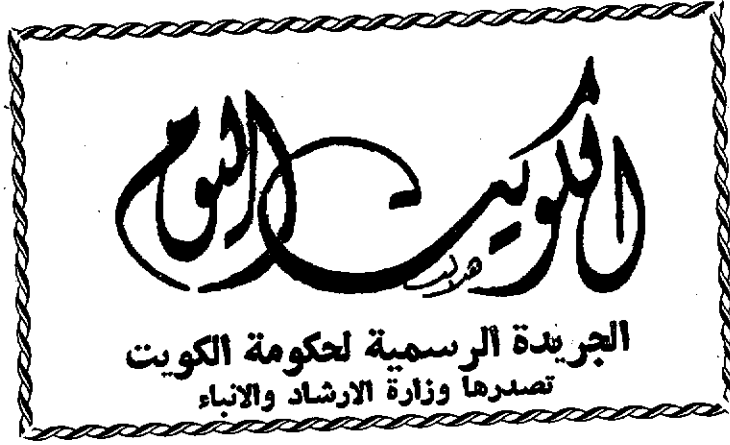 الكويت اليوم
الجريدة الرسمية لحكومة الكويت
تصدرها وزارة الارشاد والانباء